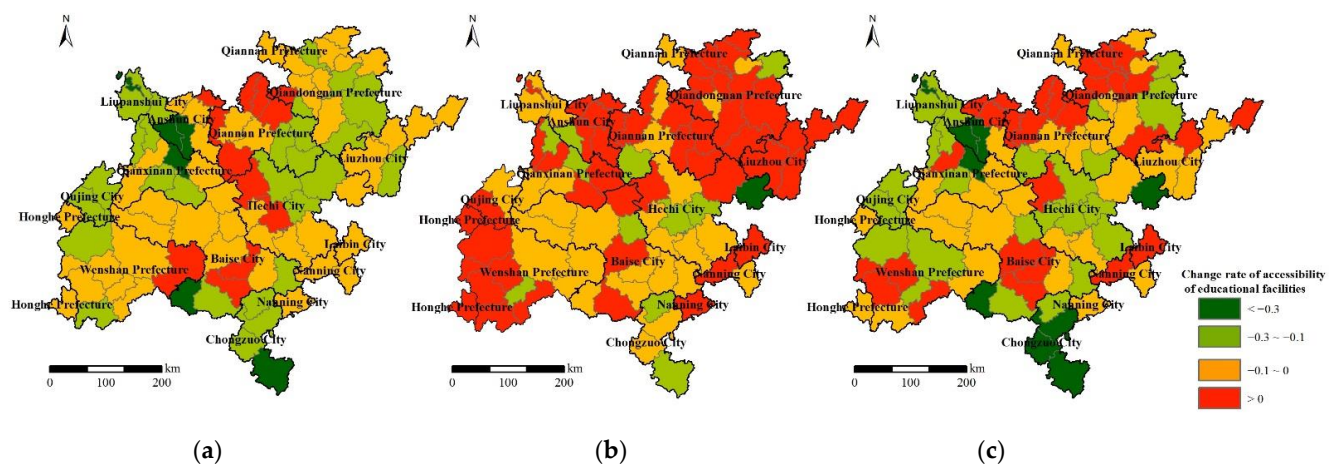 N
Qiannan Prefecture
Liupanshui City
Qiandongnan Prefecture
Anshun City
Qiannan Prefecture
Liuzhou City
Qianxinan Prefecture
Qujing City
Hechi City
Honghe Prefecture
Laibin City
Baise City
Wenshan Prefecture
Nanning City
Honghe Prefecture
Nanning City
Chongzuo City
0
100
200
km
(a)
N
Qiannan Prefecture
Liupanshui City
Qiandongnan Prefecture
Anshun City
Qiannan Prefecture
Liuzhou City
Qianxinan Prefecture
Qujing City
Hechi City
Honghe Prefecture
Laibin City
Baise City
Wenshan Prefecture
Nanning City
Honghe Prefecture
Nanning City
Chongzuo City
0
100
200
km
(b)
N
Qiannan Prefecture
Liupanshui City
Qiandongnan Prefecture
Anshun City
Qiannan Prefecture
Liuzhou City
Qianxinan Prefecture
Qujing City
Hechi City
Honghe Prefecture
Laibin City
Baise City
Wenshan Prefecture
Nanning City
Honghe Prefecture
Nanning City
Chongzuo City
0
100
200
km
(c)
Change rate of accessibility
of educational facilities
< −0.3
−0.3 ~ −0.1
−0.1 ~ 0
> 0